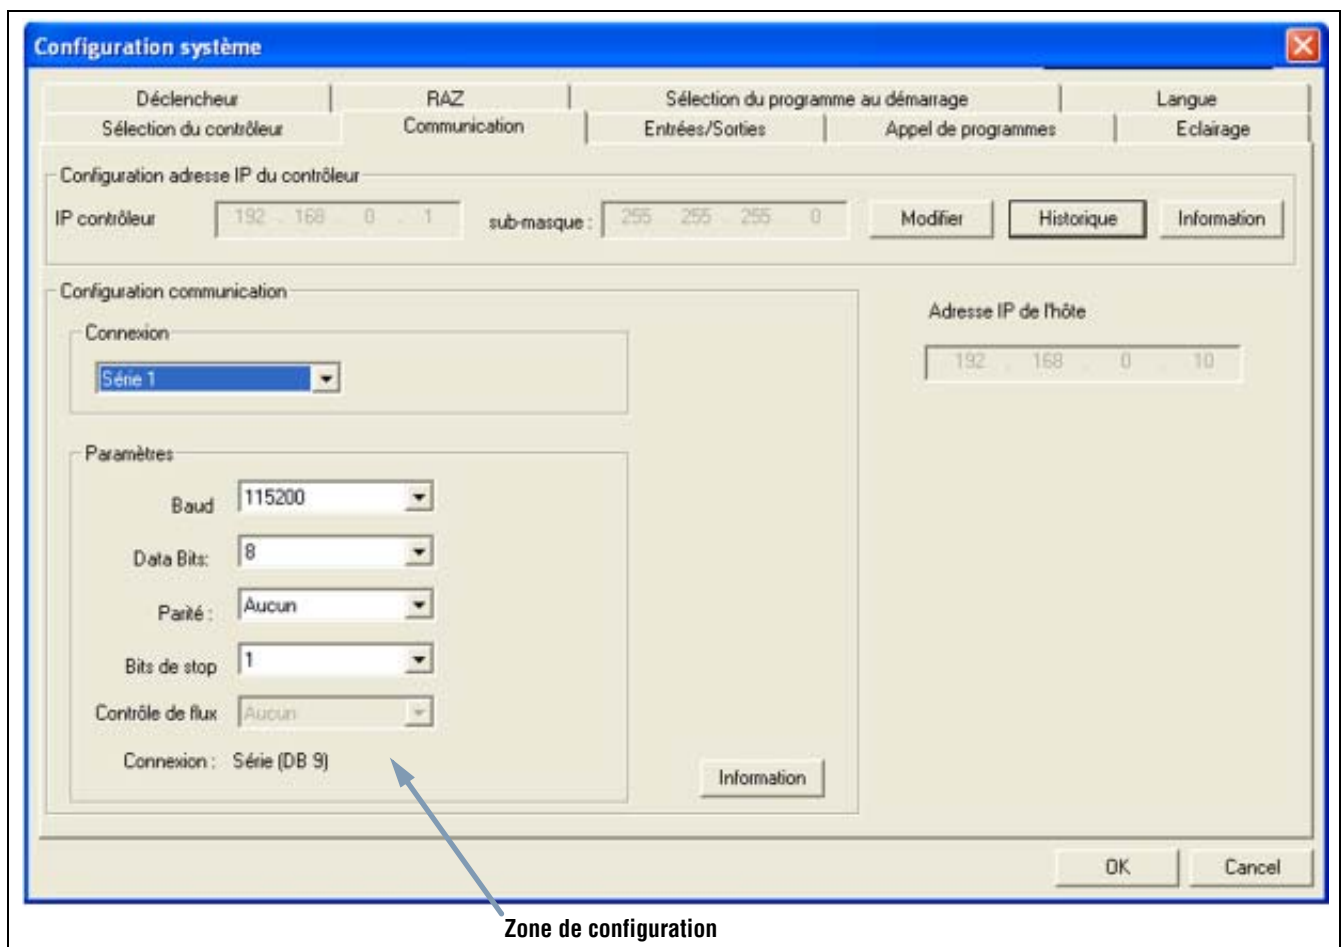 Configuration système
Déclencheur RAZ Sélection du programme au démarrage Langue
Sélection du contrôleur Communication Entrées/Sorties Appel de programmes Eclairage
Configuration adresse IP du contrôleur
IP contrôleur 192 . 168 . 0 . 1 sub-masque : 255 . 255 . 255 . 0 Modifier Historique Information
Configuration communication
Adresse IP de l'hôte
192 . 168 . 0 . 10
Connexion
Série 1
Paramètres
Baud 115200
Data Bits: 8
Parité : Aucun
Bits de stop 1
Contrôle de flux Aucun
Connexion : Série (DB 9)
Information
OK Cancel
Zone de configuration